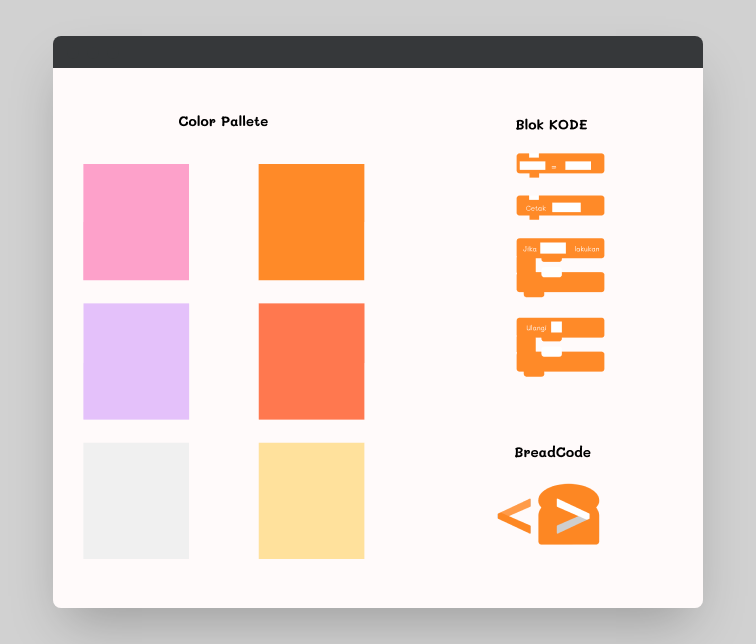 Color Pallete
Blok KODE
=
Cetak
Jika lakukan
Ulangi
BreadCode
< >